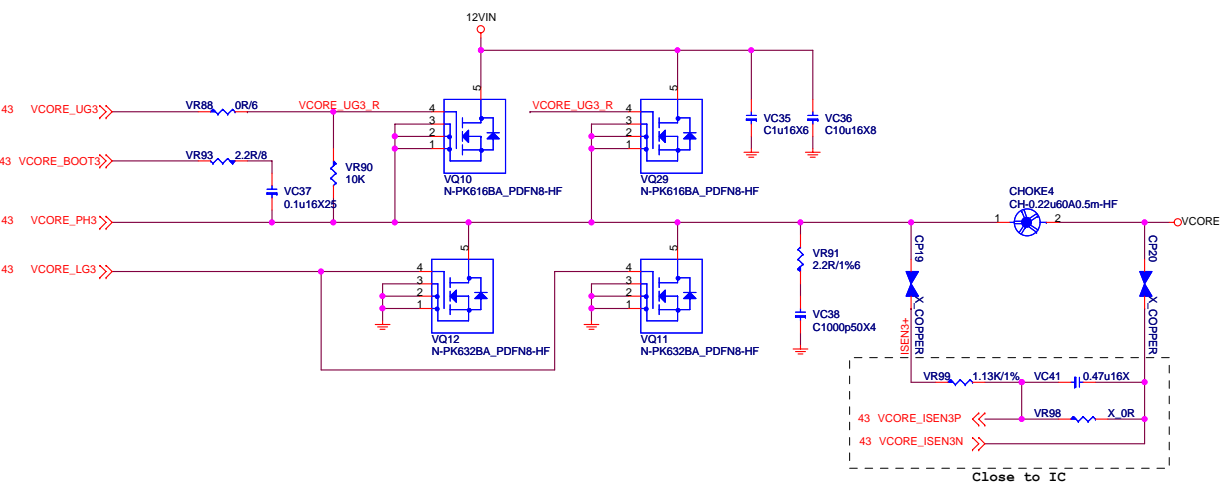 12VIN
5
5
43 VCORE_UG3
VR88 0R/6
VCORE_UG3_R
4
3
2
1
VCORE_UG3_R
4
3
2
1
VC35
C1u16X6
VC36
C10u16X8
43 VCORE_BOOT3
VR93 2.2R/8
VR90
10K
VC37
0.1u16X25
VQ10
N-PK616BA_PDFN8-HF
VQ29
N-PK616BA_PDFN8-HF
CHOKE4
CH-0.22u60A0.5m-HF
43 VCORE_PH3
1
2
VCORE
5
5
CP19
CP20
43 VCORE_LG3
4
3
2
1
4
3
2
1
VR91
2.2R/1%6
X_COPPER
X_COPPER
VC38
C1000p50X4
ISEN3+
VQ12
N-PK632BA_PDFN8-HF
VQ11
N-PK632BA_PDFN8-HF
VR99 1.13K/1%
VC41 0.47u16X
43 VCORE_ISEN3P
VR98 X_0R
43 VCORE_ISEN3N
Close to IC